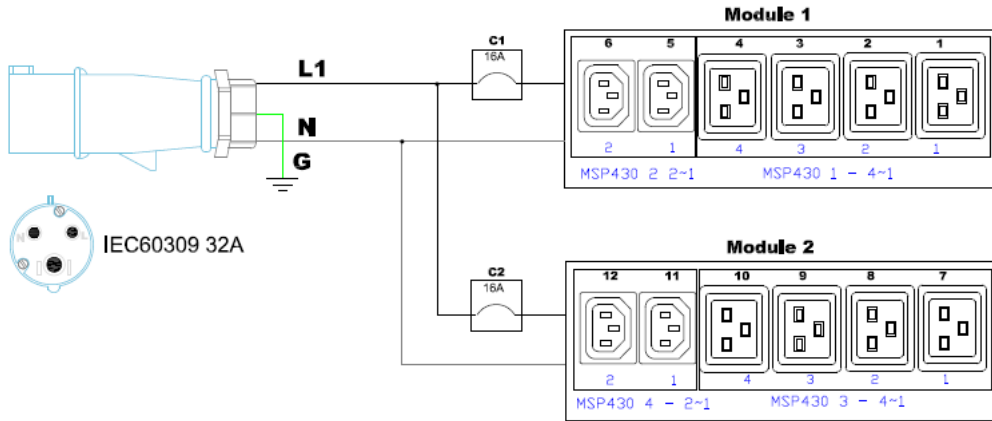 Module 1
C1
16A
6 5 4 3 2 1
L1
N
G
2 1 4 3 2 1
MSP430 2 2~1 MSP430 1 - 4~1
N L
IEC60309 32A
Module 2
C2
16A
12 11 10 9 8 7
2 1 4 3 2 1
MSP430 4 - 2~1 MSP430 3 - 4~1